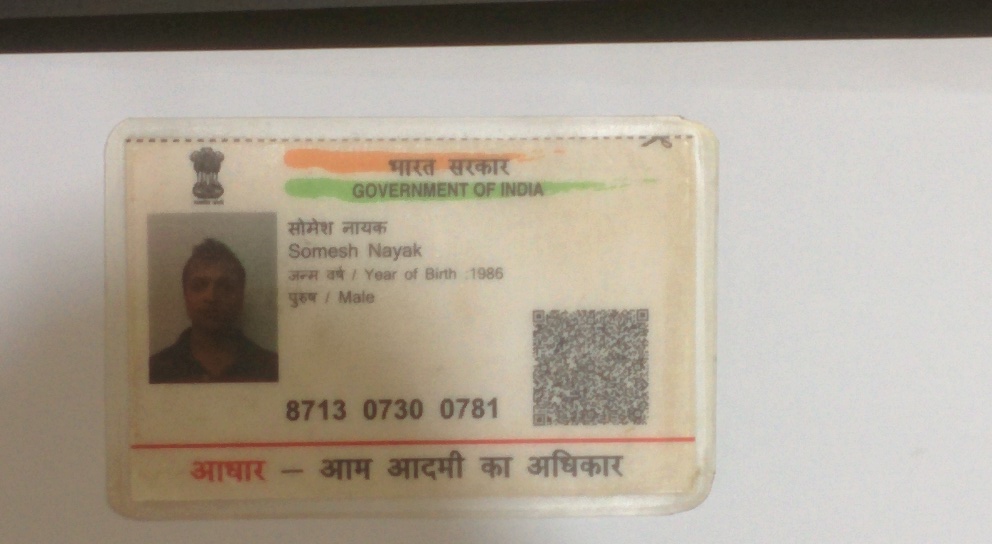 भारत सरकार
GOVERNMENT OF INDIA
सोमेश नायक
Somesh Nayak
जन्म वर्ष / Year of Birth :1986
पुरुष / Male
8713 0730 0781
आधार – आम आदमी का अधिकार